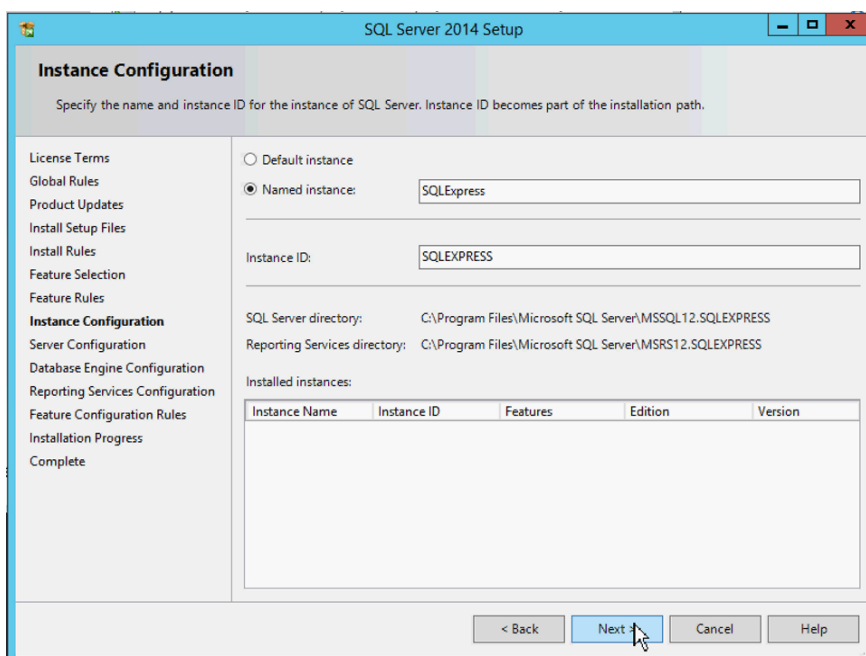 SQL Server 2014 Setup
Instance Configuration
Specify the name and instance ID for the instance of SQL Server. Instance ID becomes part of the installation path.
License Terms
Global Rules
Product Updates
Install Setup Files
Install Rules
Feature Selection
Feature Rules
Instance Configuration
Server Configuration
Database Engine Configuration
Reporting Services Configuration
Feature Configuration Rules
Installation Progress
Complete
Default instance
Named instance: SQLExpress
Instance ID: SQLEXPRESS
SQL Server directory: C:\Program Files\Microsoft SQL Server\MSSQL12.SQLEXPRESS
Reporting Services directory: C:\Program Files\Microsoft SQL Server\MSRS12.SQLEXPRESS
Installed instances:
Instance Name Instance ID Features Edition Version
< Back Next > Cancel Help